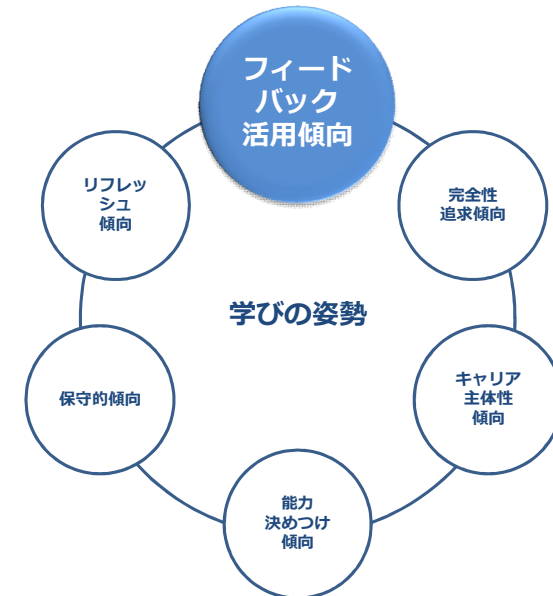 フィード
バック
活用傾向
リフレッ
シュ
傾向
完全性
追求傾向
学びの姿勢
保守的傾向
キャリア
主体性
傾向
能力
決めつけ
傾向